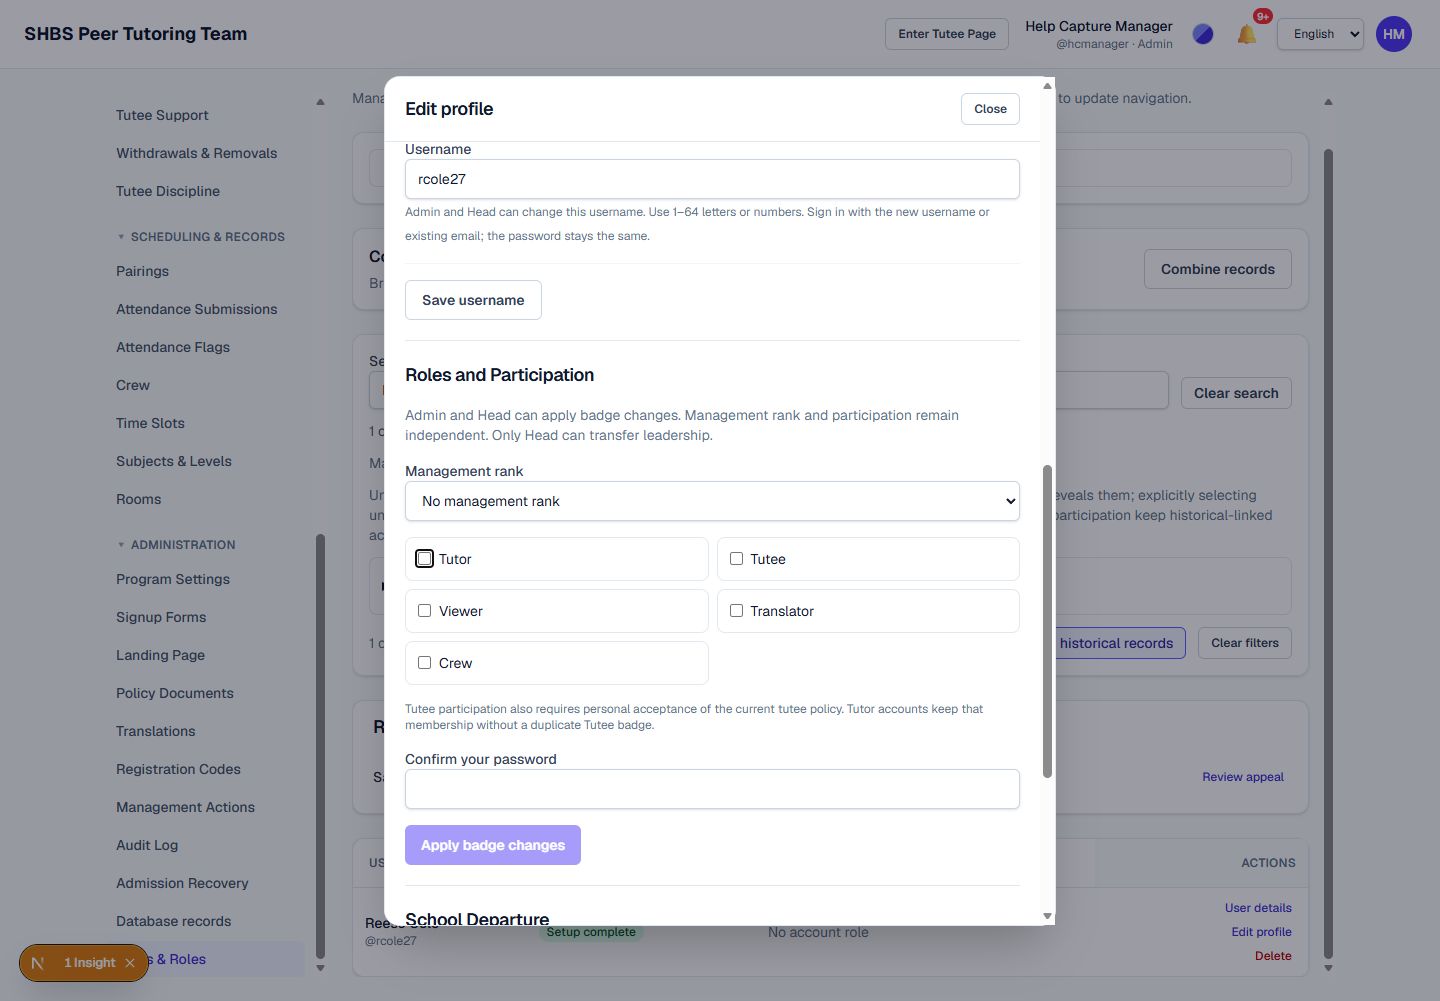 SHBS Peer Tutoring Team
Enter Tutee Page
Help Capture Manager
@hcmanager · Admin
9+
English
HM
Tutee Support
Withdrawals & Removals
Tutee Discipline
SCHEDULING & RECORDS
Pairings
Attendance Submissions
Attendance Flags
Crew
Time Slots
Subjects & Levels
Rooms
ADMINISTRATION
Program Settings
Signup Forms
Landing Page
Policy Documents
Translations
Registration Codes
Management Actions
Audit Log
Admission Recovery
Database records
s & Roles
N 1 Insight ×
to update navigation.
Combine records
Clear search
eveals them; explicitly selecting
articipation keep historical-linked
1 o
historical records
Clear filters
Review appeal
US
ACTIONS
@rcole27
Setup complete
No account role
User details
Edit profile
Delete
Edit profile
Close
Username
rcole27
Admin and Head can change this username. Use 1–64 letters or numbers. Sign in with the new username or
existing email; the password stays the same.
Save username
Roles and Participation
Admin and Head can apply badge changes. Management rank and participation remain
independent. Only Head can transfer leadership.
Management rank
No management rank
Tutor
Tutee
Viewer
Translator
Crew
Tutee participation also requires personal acceptance of the current tutee policy. Tutor accounts keep that
membership without a duplicate Tutee badge.
Confirm your password
Apply badge changes
School Departure